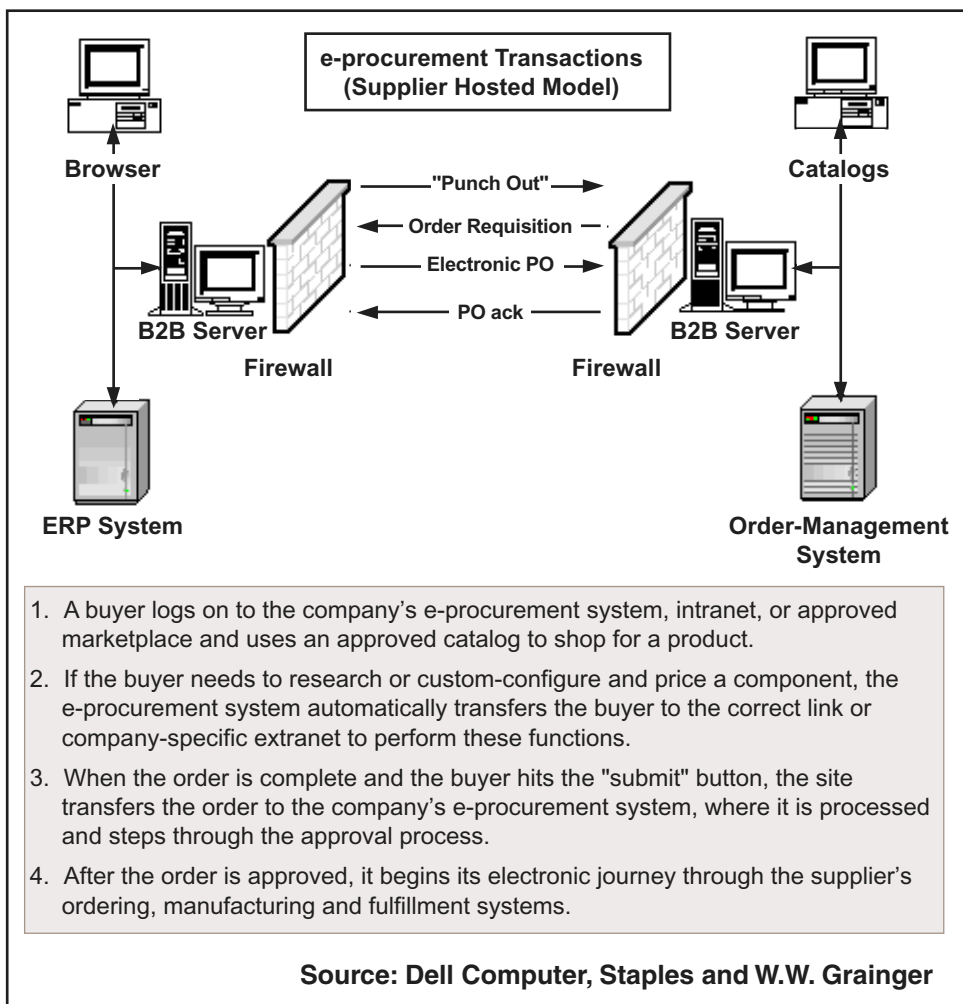 e-procurement Transactions
(Supplier Hosted Model)
Browser
Catalogs
"Punch Out"
Order Requisition
Electronic PO
PO ack
B2B Server
B2B Server
Firewall
Firewall
ERP System
Order-Management
System
1. A buyer logs on to the company’s e-procurement system, intranet, or approved
marketplace and uses an approved catalog to shop for a product.
2. If the buyer needs to research or custom-configure and price a component, the
e-procurement system automatically transfers the buyer to the correct link or
company-specific extranet to perform these functions.
3. When the order is complete and the buyer hits the "submit" button, the site
transfers the order to the company’s e-procurement system, where it is processed
and steps through the approval process.
4. After the order is approved, it begins its electronic journey through the supplier’s
ordering, manufacturing and fulfillment systems.
Source: Dell Computer, Staples and W.W. Grainger